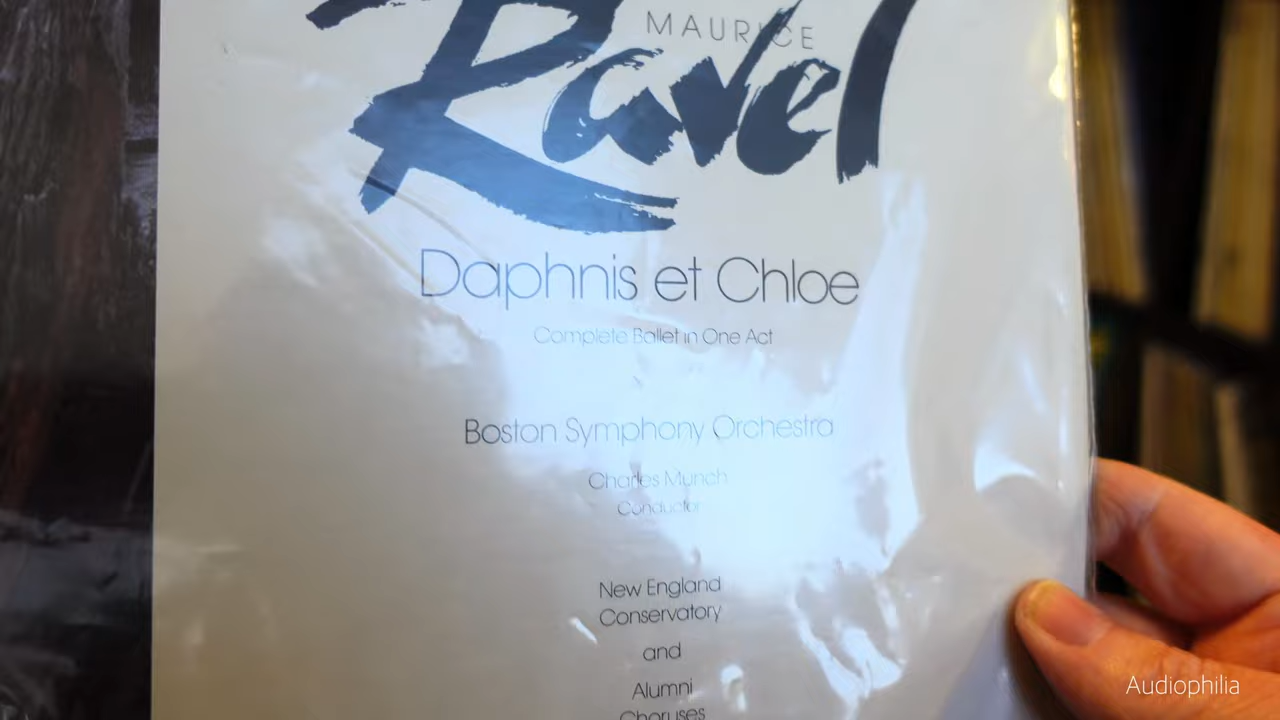 MAURICE
Ravel
Daphnis et Chloe
Complete Ballet in One Act
Boston Symphony Orchestra
Charles Munch
Conductor
New England
Conservatory
and
Alumni
Choruses
Audiophilia